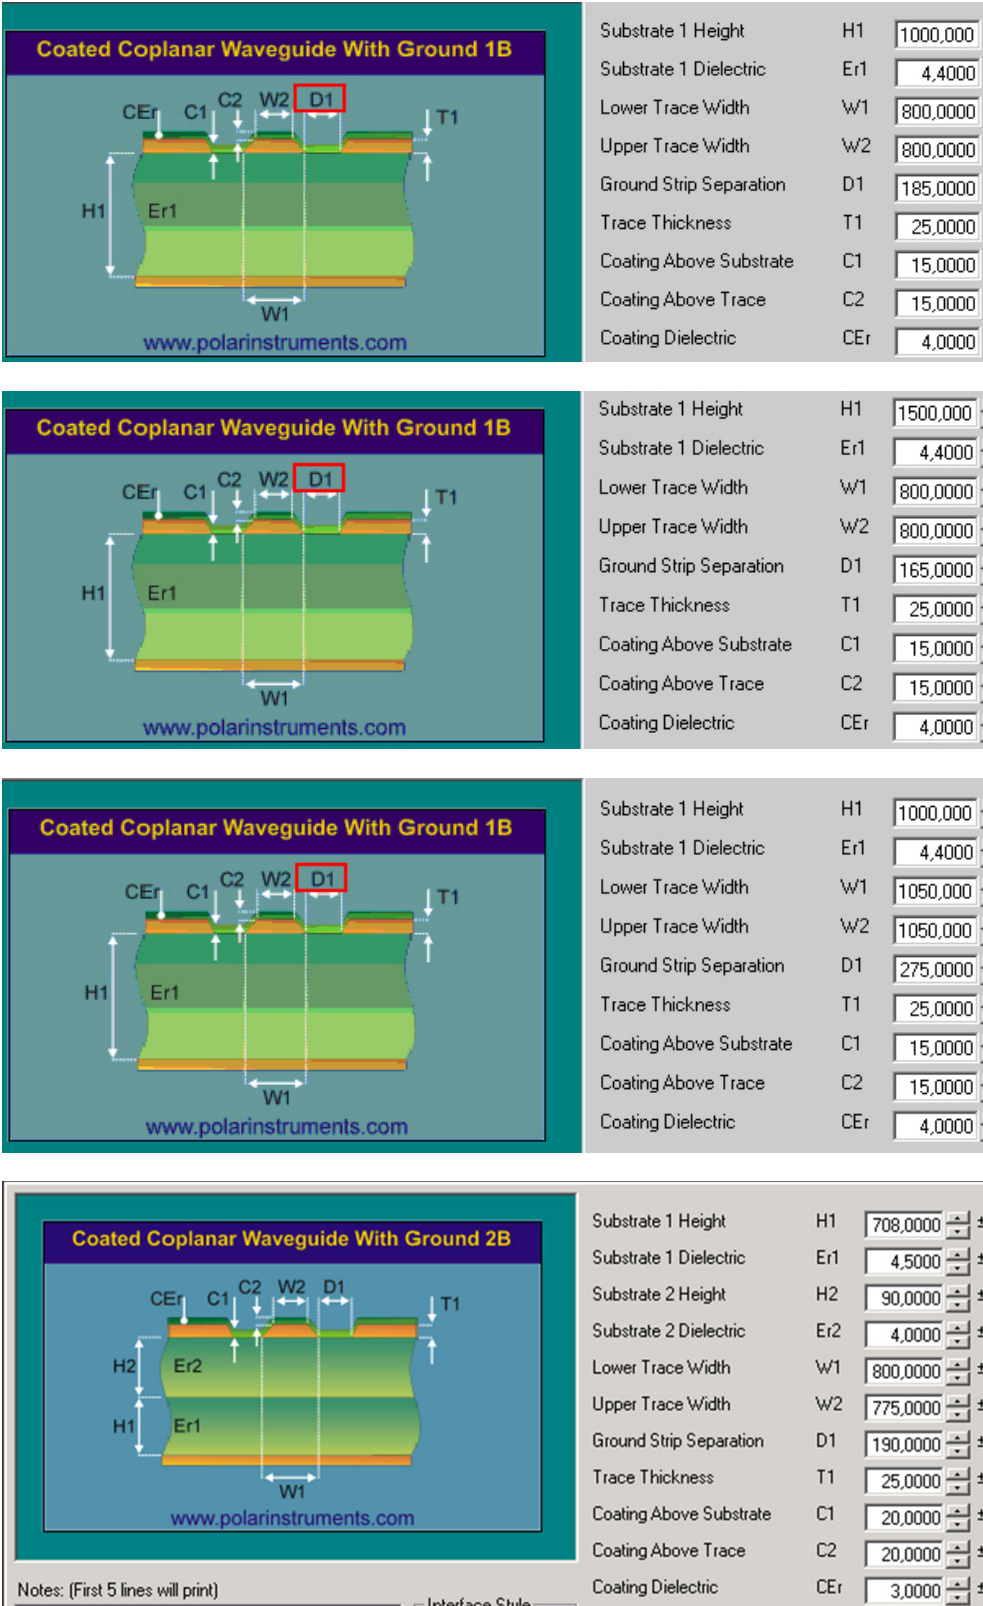 Coated Coplanar Waveguide With Ground 1B
CEr C1 C2 W2 D1 T1
H1 Er1
W1
www.polarinstruments.com
Substrate 1 Height H1 1000,000
Substrate 1 Dielectric Er1 4,4000
Lower Trace Width W1 800,0000
Upper Trace Width W2 800,0000
Ground Strip Separation D1 185,0000
Trace Thickness T1 25,0000
Coating Above Substrate C1 15,0000
Coating Above Trace C2 15,0000
Coating Dielectric CEr 4,0000
Coated Coplanar Waveguide With Ground 1B
CEr C1 C2 W2 D1 T1
H1 Er1
W1
www.polarinstruments.com
Substrate 1 Height H1 1500,000
Substrate 1 Dielectric Er1 4,4000
Lower Trace Width W1 800,0000
Upper Trace Width W2 800,0000
Ground Strip Separation D1 165,0000
Trace Thickness T1 25,0000
Coating Above Substrate C1 15,0000
Coating Above Trace C2 15,0000
Coating Dielectric CEr 4,0000
Coated Coplanar Waveguide With Ground 1B
CEr C1 C2 W2 D1 T1
H1 Er1
W1
www.polarinstruments.com
Substrate 1 Height H1 1000,000
Substrate 1 Dielectric Er1 4,4000
Lower Trace Width W1 1050,000
Upper Trace Width W2 1050,000
Ground Strip Separation D1 275,0000
Trace Thickness T1 25,0000
Coating Above Substrate C1 15,0000
Coating Above Trace C2 15,0000
Coating Dielectric CEr 4,0000
Coated Coplanar Waveguide With Ground 2B
CEr C1 C2 W2 D1 T1
H2 Er2
H1 Er1
W1
www.polarinstruments.com
Substrate 1 Height H1 708,0000 ±
Substrate 1 Dielectric Er1 4,5000 ±
Substrate 2 Height H2 90,0000 ±
Substrate 2 Dielectric Er2 4,0000 ±
Lower Trace Width W1 800,0000 ±
Upper Trace Width W2 775,0000 ±
Ground Strip Separation D1 190,0000 ±
Trace Thickness T1 25,0000 ±
Coating Above Substrate C1 20,0000 ±
Coating Above Trace C2 20,0000 ±
Coating Dielectric CEr 3,0000 ±
Notes: (First 5 lines will print)
Interface Style